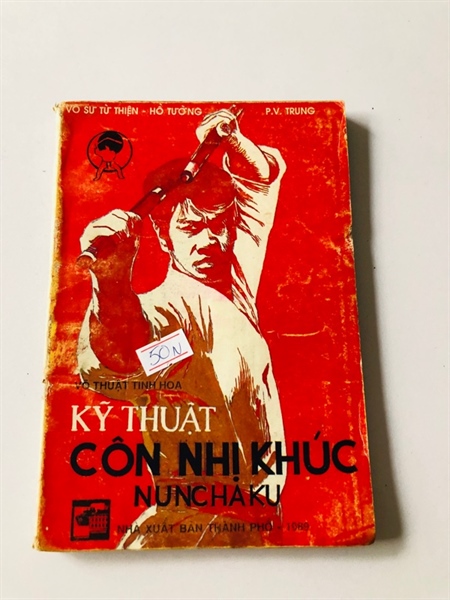 VÕ SƯ TỪ THIỆN - HỒ TƯỜNG P.V. TRUNG
50N
VÕ THUẬT TINH HOA
KỸ THUẬT
CÔN NHỊ KHÚC
NUNCHAKU
NHÀ XUẤT BẢN THÀNH PHỐ - 1988